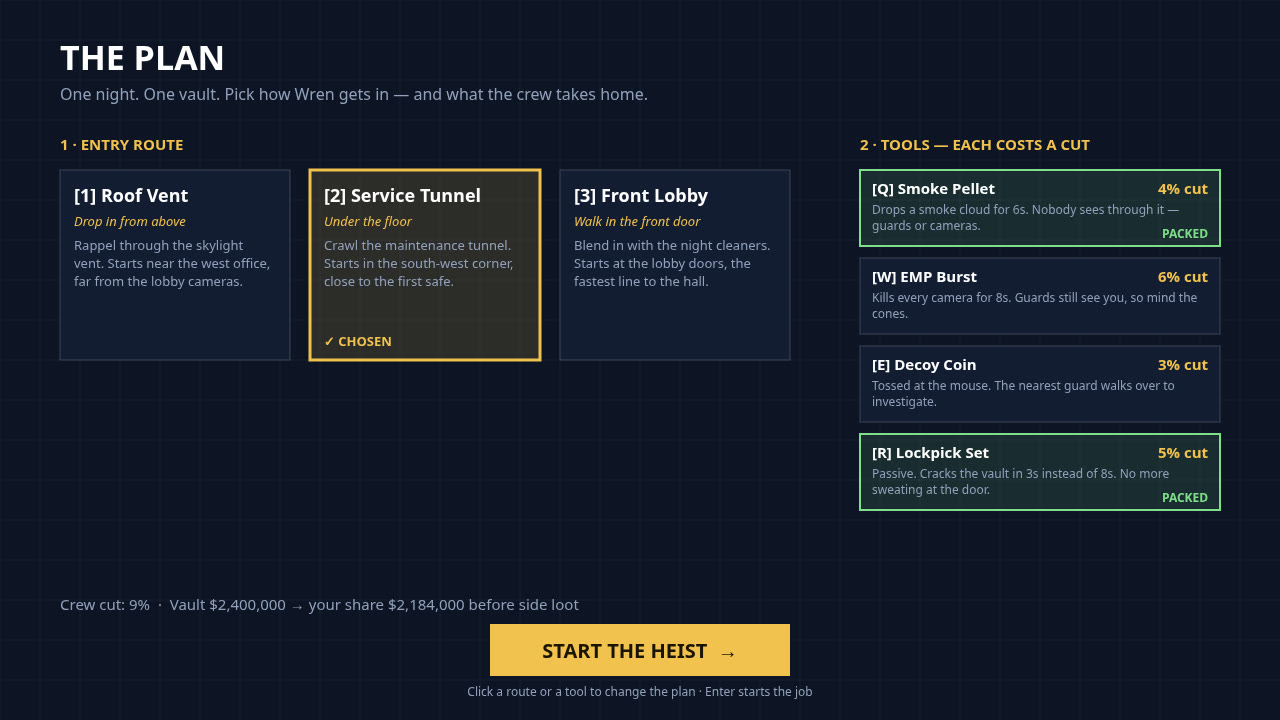 THE PLAN
One night. One vault. Pick how Wren gets in — and what the crew takes home.
1 · ENTRY ROUTE
[1] Roof Vent
Drop in from above
Rappel through the skylight
vent. Starts near the west office,
far from the lobby cameras.
[2] Service Tunnel
Under the floor
Crawl the maintenance tunnel.
Starts in the south-west corner,
close to the first safe.
✓ CHOSEN
[3] Front Lobby
Walk in the front door
Blend in with the night cleaners.
Starts at the lobby doors, the
fastest line to the hall.
2 · TOOLS — EACH COSTS A CUT
[Q] Smoke Pellet 4% cut
Drops a smoke cloud for 6s. Nobody sees through it —
guards or cameras.
PACKED
[W] EMP Burst 6% cut
Kills every camera for 8s. Guards still see you, so mind the
cones.
[E] Decoy Coin 3% cut
Tossed at the mouse. The nearest guard walks over to
investigate.
[R] Lockpick Set 5% cut
Passive. Cracks the vault in 3s instead of 8s. No more
sweating at the door.
PACKED
Crew cut: 9% · Vault $2,400,000 → your share $2,184,000 before side loot
START THE HEIST →
Click a route or a tool to change the plan · Enter starts the job